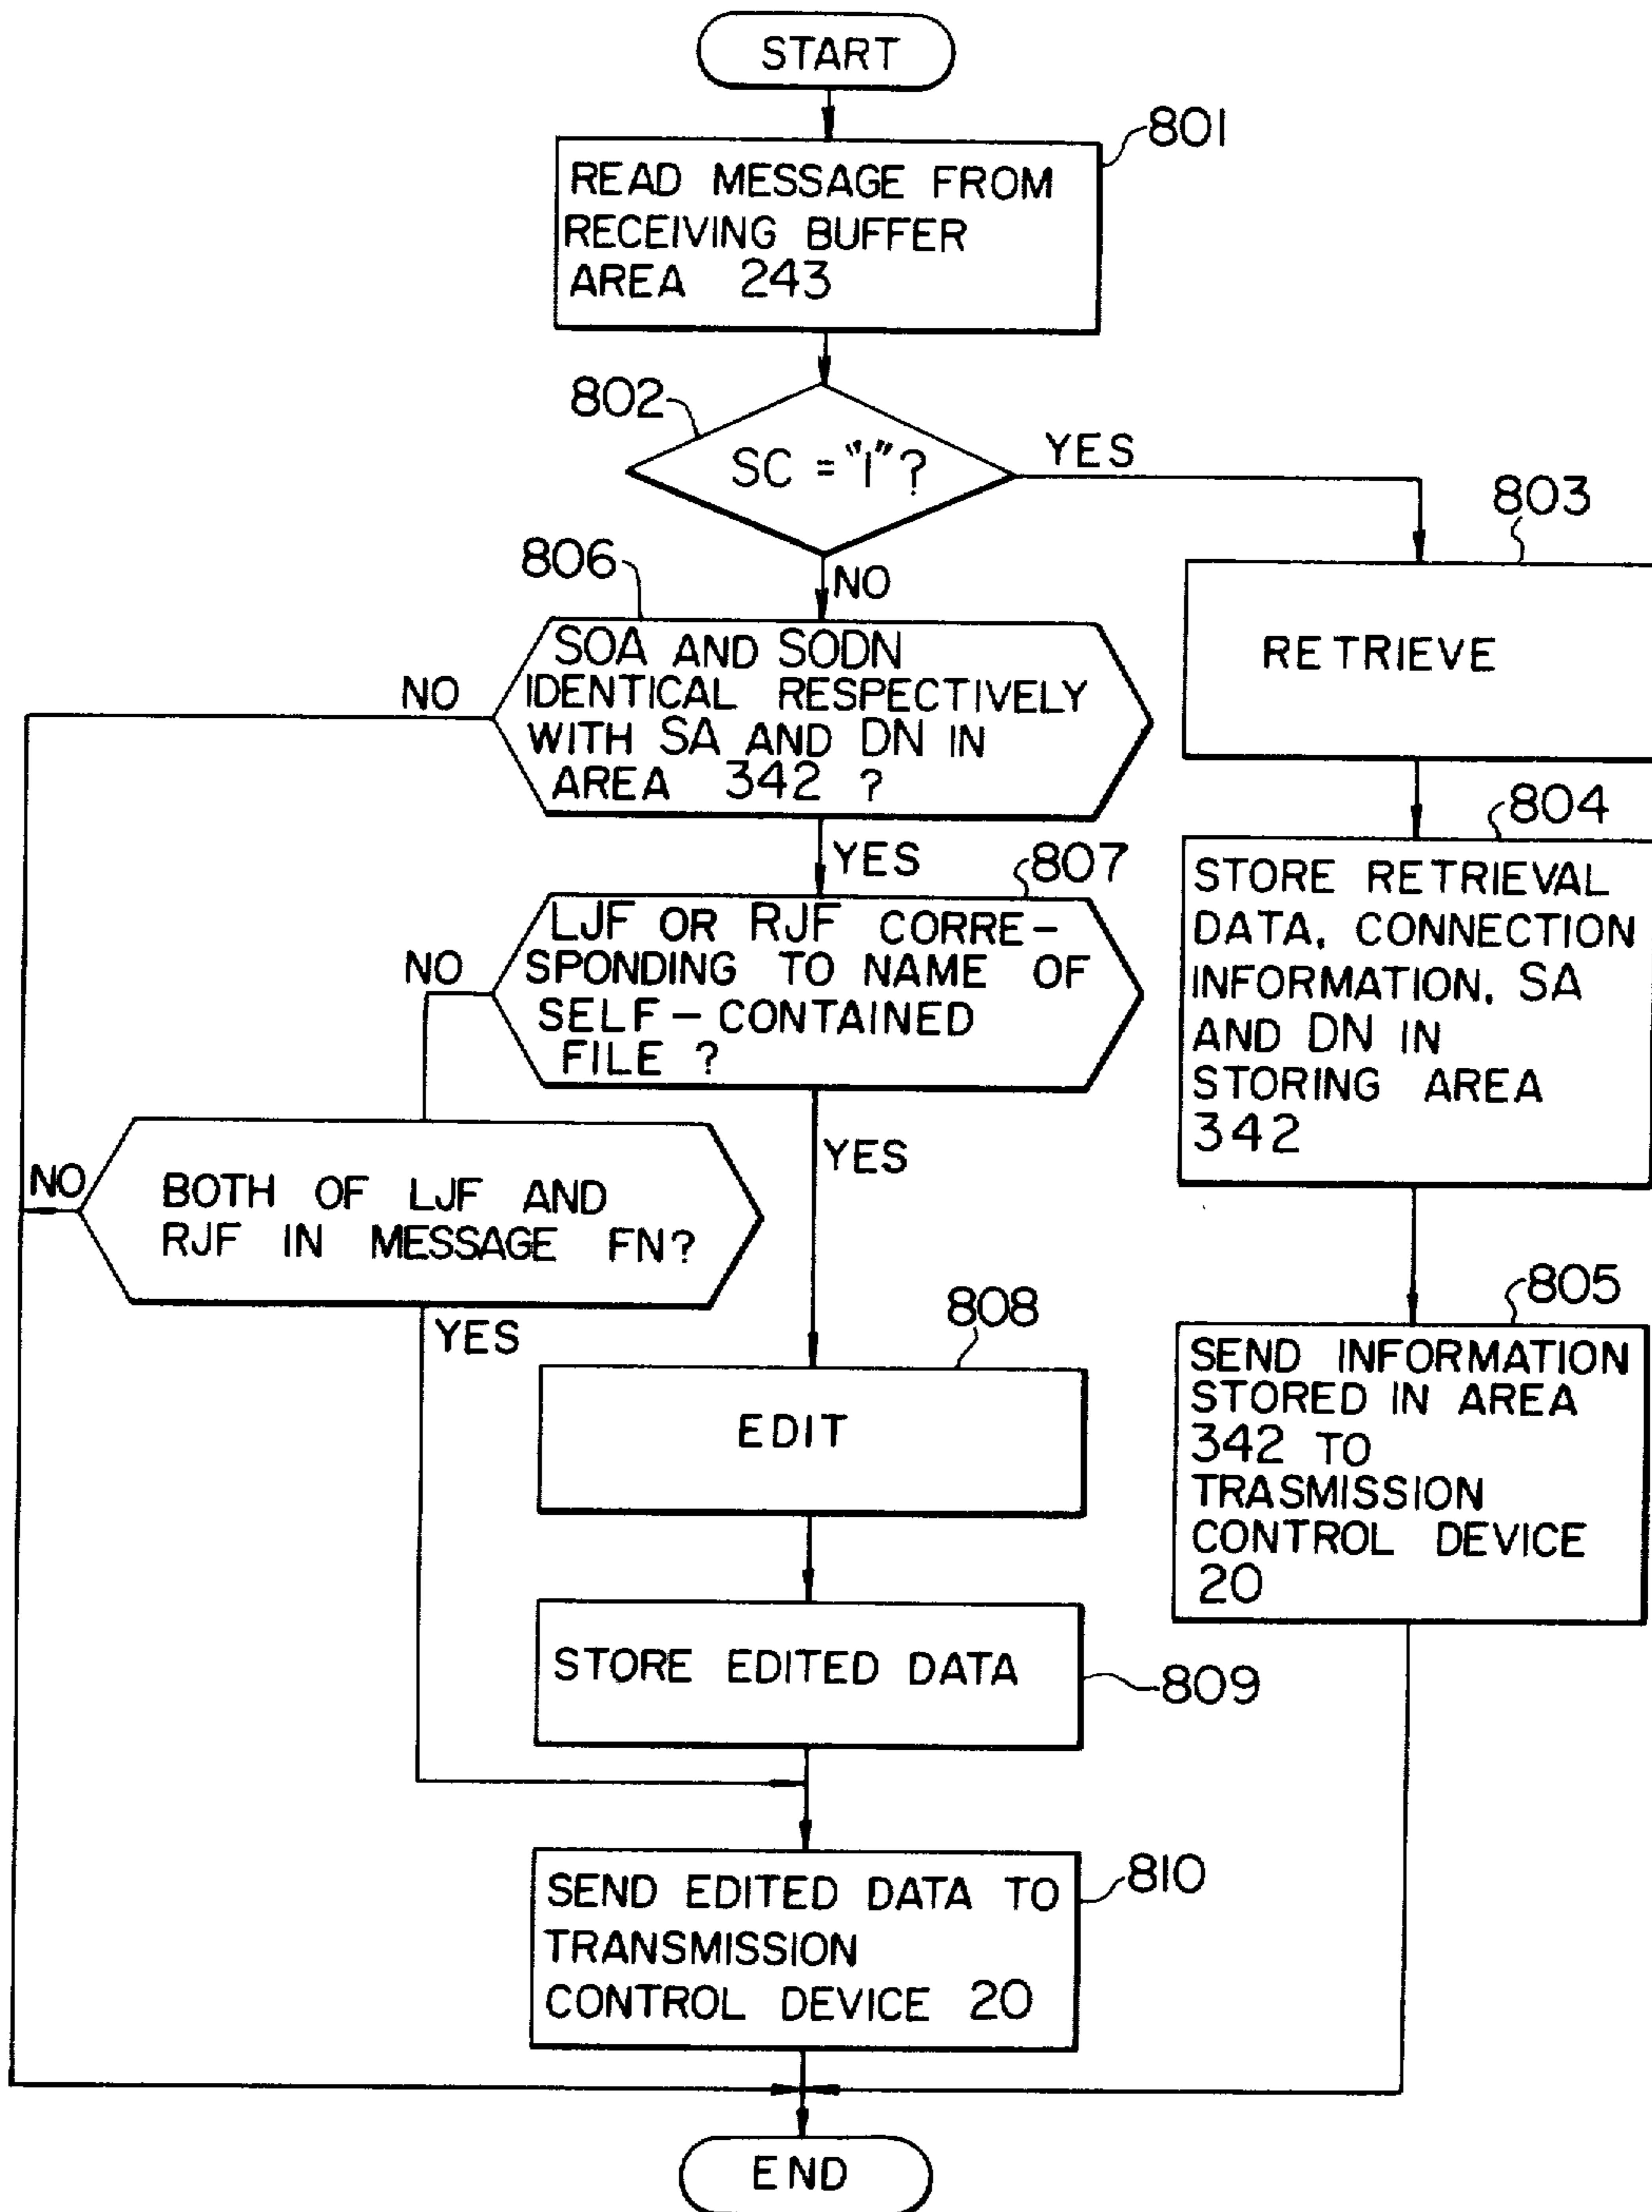 START
801
READ MESSAGE FROM
RECEIVING BUFFER
AREA 243
802
SC = "1" ?
YES
803
RETRIEVE
806
NO
SOA AND SODN
IDENTICAL RESPECTIVELY
WITH SA AND DN IN
AREA 342 ?
NO
804
STORE RETRIEVAL
DATA, CONNECTION
INFORMATION, SA
AND DN IN
STORING AREA
342
YES
807
LJF OR RJF CORRE-
SPONDING TO NAME OF
SELF-CONTAINED
FILE ?
NO
YES
NO
BOTH OF LJF AND
RJF IN MESSAGE FN?
YES
805
SEND INFORMATION
STORED IN AREA
342 TO
TRASMISSION
CONTROL DEVICE
20
808
EDIT
STORE EDITED DATA
809
810
SEND EDITED DATA TO
TRANSMISSION
CONTROL DEVICE 20
END